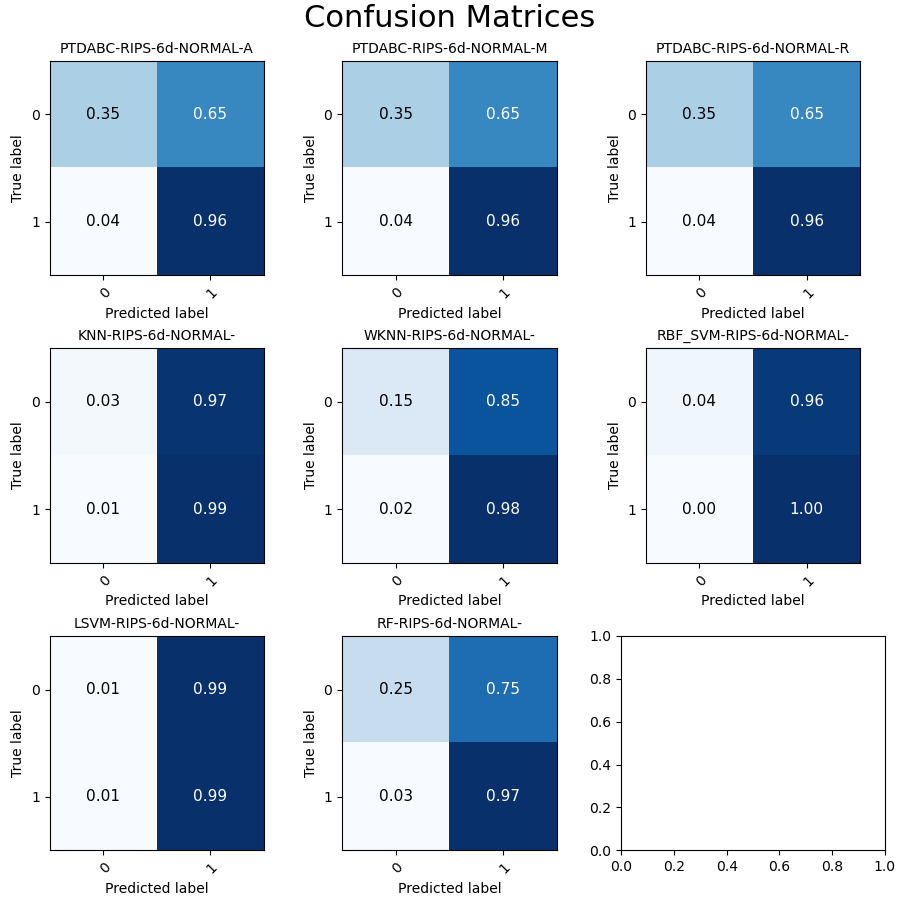 Confusion Matrices
PTDABC-RIPS-6d-NORMAL-A
0
0.35
0.65
True label
1
0.04
0.96
0
1
Predicted label
PTDABC-RIPS-6d-NORMAL-M
0
0.35
0.65
True label
1
0.04
0.96
0
1
Predicted label
PTDABC-RIPS-6d-NORMAL-R
0
0.35
0.65
True label
1
0.04
0.96
0
1
Predicted label
KNN-RIPS-6d-NORMAL-
0
0.03
0.97
True label
1
0.01
0.99
0
1
Predicted label
WKNN-RIPS-6d-NORMAL-
0
0.15
0.85
True label
1
0.02
0.98
0
1
Predicted label
RBF_SVM-RIPS-6d-NORMAL-
0
0.04
0.96
True label
1
0.00
1.00
0
1
Predicted label
LSVM-RIPS-6d-NORMAL-
0
0.01
0.99
True label
1
0.01
0.99
0
1
Predicted label
RF-RIPS-6d-NORMAL-
0
0.25
0.75
True label
1
0.03
0.97
0
1
Predicted label
1.0
0.8
0.6
0.4
0.2
0.0
0.0 0.2 0.4 0.6 0.8 1.0